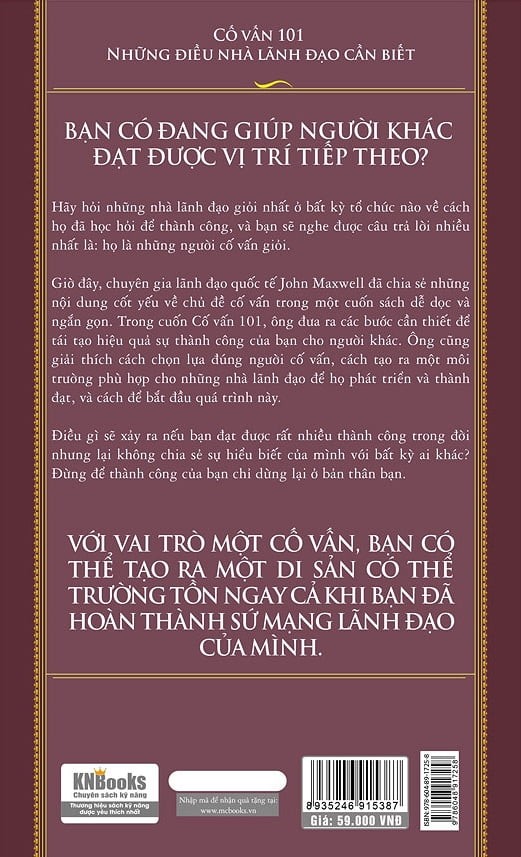 CỐ VẤN 101
NHỮNG ĐIỀU NHÀ LÃNH ĐẠO CẦN BIẾT
BẠN CÓ ĐANG GIÚP NGƯỜI KHÁC
ĐẠT ĐƯỢC VỊ TRÍ TIẾP THEO?
Hãy hỏi những nhà lãnh đạo giỏi nhất ở bất kỳ tổ chức nào về cách
họ đã học hỏi để thành công, và bạn sẽ nghe được câu trả lời nhiều
nhất là: họ là những người cố vấn giỏi.
Giờ đây, chuyên gia lãnh đạo quốc tế John Maxwell đã chia sẻ những
nội dung cốt yếu về chủ đề cố vấn trong một cuốn sách dễ đọc và
ngắn gọn. Trong cuốn Cố vấn 101, ông đưa ra các bước cần thiết để
tái tạo hiệu quả sự thành công của bạn cho người khác. Ông cũng
giải thích cách chọn lựa đúng người cố vấn, cách tạo ra một môi
trường phù hợp cho những nhà lãnh đạo để họ phát triển và thành
đạt, và cách để bắt đầu quá trình này.
Điều gì sẽ xảy ra nếu bạn đạt được rất nhiều thành công trong đời
nhưng lại không chia sẻ sự hiểu biết của mình với bất kỳ ai khác?
Đừng để thành công của bạn chỉ dừng lại ở bản thân bạn.
VỚI VAI TRÒ MỘT CỐ VẤN, BẠN CÓ
THỂ TẠO RA MỘT DI SẢN CÓ THỂ
TRƯỜNG TỒN NGAY CẢ KHI BẠN ĐÃ
HOÀN THÀNH SỨ MẠNG LÃNH ĐẠO
CỦA MÌNH.
KNBooks
Chuyên sách kỹ năng
Thương hiệu sách kỹ năng
được yêu thích nhất
Nhập mã để nhận quà tặng tại:
www.mcbooks.vn
8935246915387
Giá: 59.000 VNĐ
ISBN: 978-604-89-1725-8
9786048917258